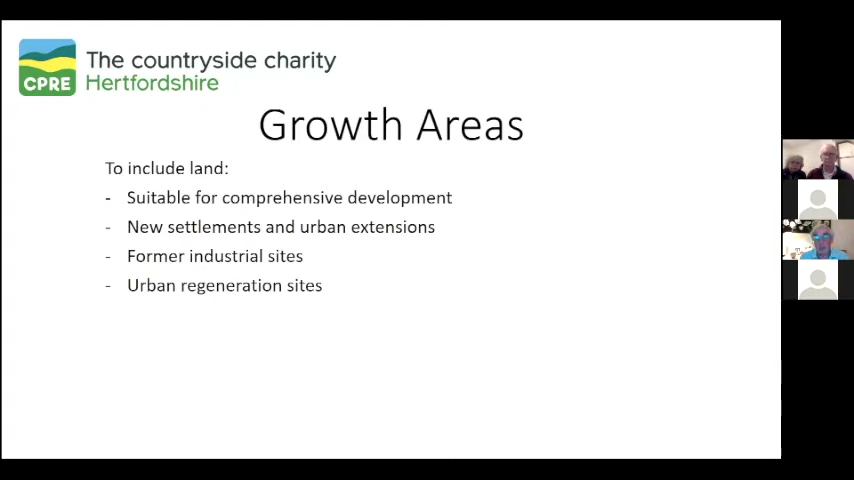 The countryside charity
CPRE Hertfordshire
Growth Areas
To include land:
- Suitable for comprehensive development
- New settlements and urban extensions
- Former industrial sites
- Urban regeneration sites